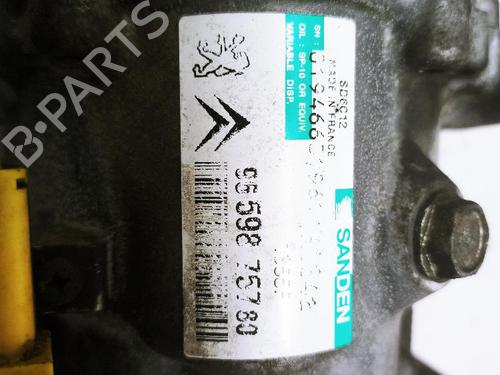 SANDEN
SD6C12
MADE IN FRANCE
SN:
OIL: SP-10 OR EQUIV.
VARIABLE DISP.
96 598 757 80
B-PARTS